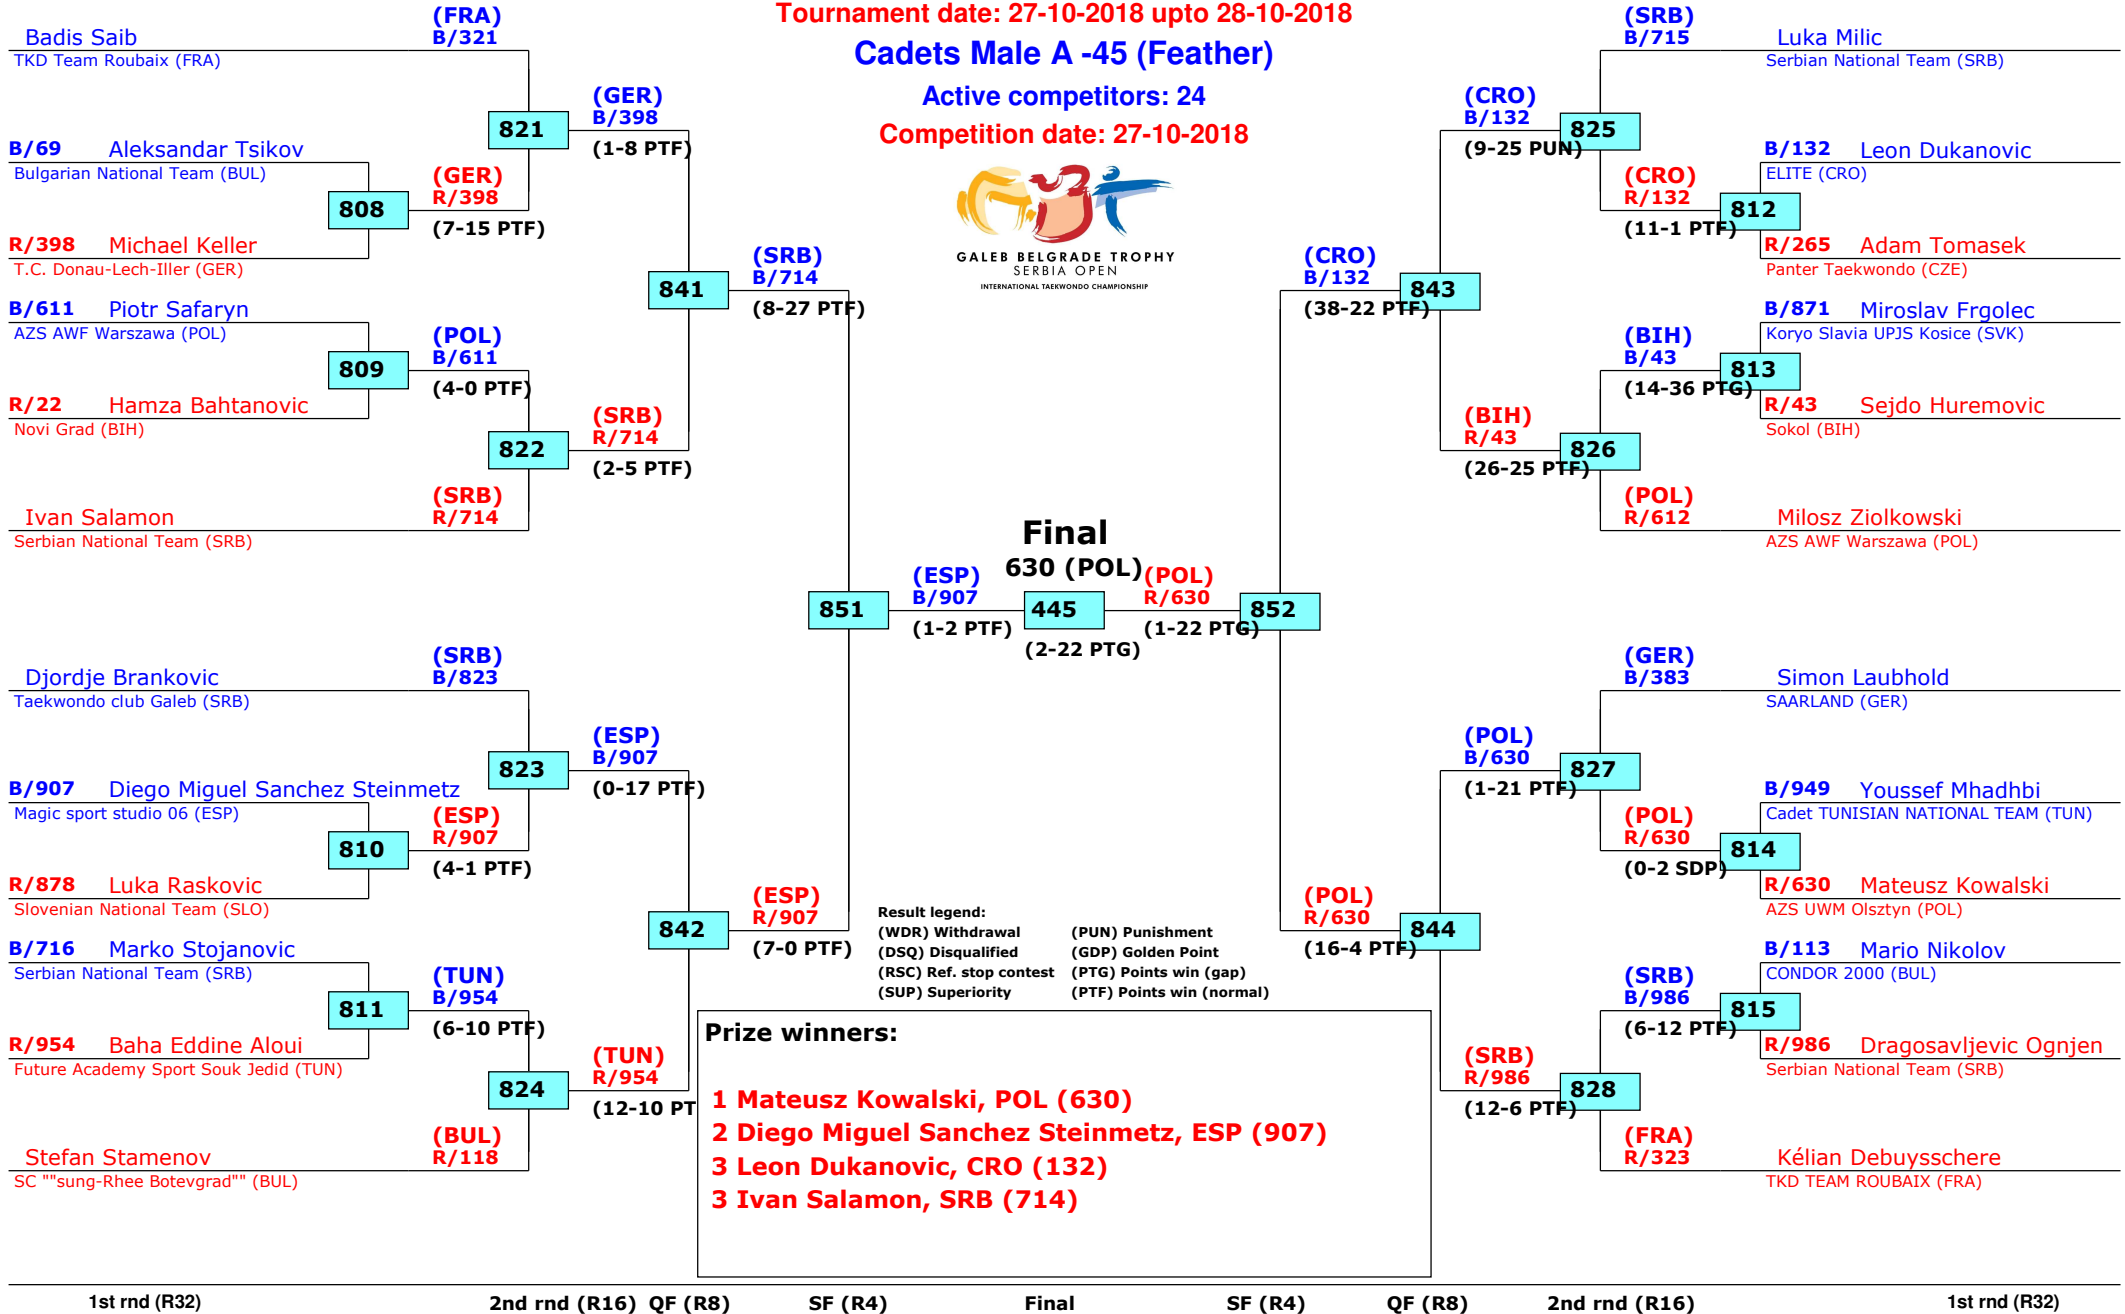 Tournament date: 27-10-2018 upto 28-10-2018
Cadets Male A -45 (Feather)
Active competitors: 24
Competition date: 27-10-2018
GALEB BELGRADE TROPHY
SERBIA OPEN
INTERNATIONAL TAEKWONDO CHAMPIONSHIP
Badis Saib
TKD Team Roubaix (FRA)
(FRA)
B/321
B/69 Aleksandar Tsikov
Bulgarian National Team (BUL)
808
R/398 Michael Keller
T.C. Donau-Lech-Iller (GER)
(GER)
R/398
(7-15 PTF)
821
(GER)
B/398
(1-8 PTF)
B/611 Piotr Safaryn
AZS AWF Warszawa (POL)
809
R/22 Hamza Bahtanovic
Novi Grad (BIH)
(POL)
B/611
(4-0 PTF)
822
(SRB)
R/714
(2-5 PTF)
Ivan Salamon
Serbian National Team (SRB)
(SRB)
R/714
841
(SRB)
B/714
(8-27 PTF)
Djordje Brankovic
Taekwondo club Galeb (SRB)
(SRB)
B/823
B/907 Diego Miguel Sanchez Steinmetz
Magic sport studio 06 (ESP)
810
R/878 Luka Raskovic
Slovenian National Team (SLO)
(ESP)
R/907
(4-1 PTF)
823
(ESP)
B/907
(0-17 PTF)
B/716 Marko Stojanovic
Serbian National Team (SRB)
811
R/954 Baha Eddine Aloui
Future Academy Sport Souk Jedid (TUN)
(TUN)
B/954
(6-10 PTF)
824
(TUN)
R/954
(12-10 PT
Stefan Stamenov
SC ""sung-Rhee Botevgrad"" (BUL)
(BUL)
R/118
842
(ESP)
R/907
(7-0 PTF)
851
(ESP)
B/907
(1-2 PTF)
Final
630 (POL)
445
(2-22 PTG)
(POL)
R/630
(1-22 PTG)
852
(SRB)
B/715
Luka Milic
Serbian National Team (SRB)
(CRO)
B/132
(9-25 PUN)
825
(CRO)
R/132
(11-1 PTF)
812
B/132 Leon Dukanovic
ELITE (CRO)
R/265 Adam Tomasek
Panter Taekwondo (CZE)
(CRO)
B/132
(38-22 PTF)
843
(BIH)
B/43
(14-36 PTG)
813
B/871 Miroslav Frgolec
Koryo Slavia UPJS Kosice (SVK)
R/43 Sejdo Huremovic
Sokol (BIH)
(BIH)
R/43
(26-25 PTF)
826
(POL)
R/612
Milosz Ziolkowski
AZS AWF Warszawa (POL)
(GER)
B/383
Simon Laubhold
SAARLAND (GER)
(POL)
B/630
(1-21 PTF)
827
(POL)
R/630
(0-2 SDP)
814
B/949 Youssef Mhadhbi
Cadet TUNISIAN NATIONAL TEAM (TUN)
R/630 Mateusz Kowalski
AZS UWM Olsztyn (POL)
(POL)
R/630
(16-4 PTF)
844
(SRB)
B/986
(6-12 PTF)
815
B/113 Mario Nikolov
CONDOR 2000 (BUL)
R/986 Dragosavljevic Ognjen
Serbian National Team (SRB)
(SRB)
R/986
(12-6 PTF)
828
(FRA)
R/323
Kélian Debuysschere
TKD TEAM ROUBAIX (FRA)
Result legend:
(WDR) Withdrawal (PUN) Punishment
(DSQ) Disqualified (GDP) Golden Point
(RSC) Ref. stop contest (PTG) Points win (gap)
(SUP) Superiority (PTF) Points win (normal)
Prize winners:
1 Mateusz Kowalski, POL (630)
2 Diego Miguel Sanchez Steinmetz, ESP (907)
3 Leon Dukanovic, CRO (132)
3 Ivan Salamon, SRB (714)
1st rnd (R32) 2nd rnd (R16) QF (R8) SF (R4) Final SF (R4) QF (R8) 2nd rnd (R16) 1st rnd (R32)